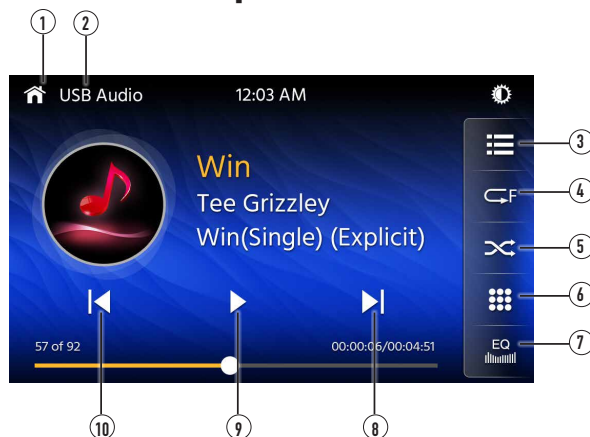 1 2
USB Audio 12:03 AM
Win
Tee Grizzley
Win(Single) (Explicit)
3
F 4
5
6
EQ 7
57 of 92 00:00:06/00:04:51
10 9 8